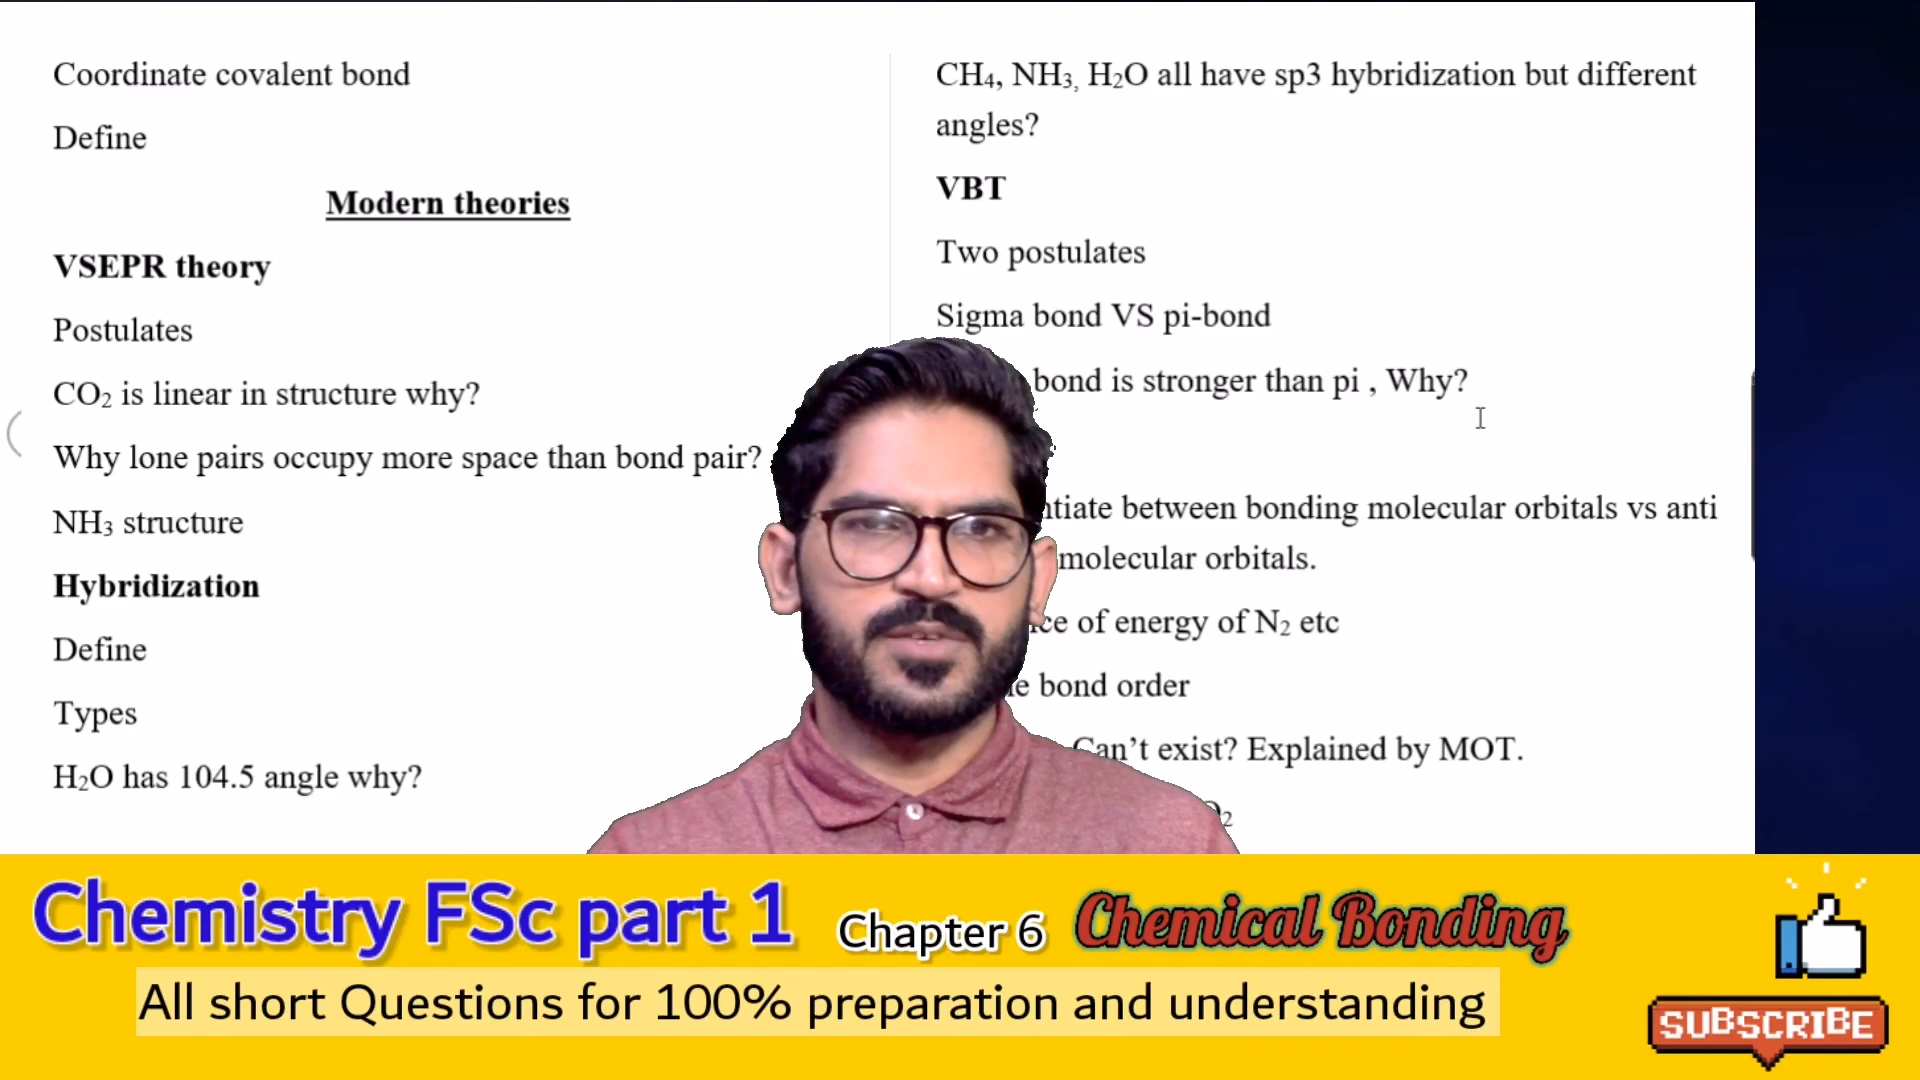 Coordinate covalent bond
Define
Modern theories
VSEPR theory
Postulates
CO₂ is linear in structure why?
Why lone pairs occupy more space than bond pair?
NH₃ structure
Hybridization
Define
Types
H₂O has 104.5 angle why?
CH₄, NH₃, H₂O all have sp3 hybridization but different
angles?
VBT
Two postulates
Sigma bond VS pi-bond
bond is stronger than pi , Why?
between bonding molecular orbitals vs anti
molecular orbitals.
of energy of N₂ etc
bond order
Can’t exist? Explained by MOT.
Chemistry FSc part 1 Chapter 6 Chemical Bonding
All short Questions for 100% preparation and understanding
SUBSCRIBE